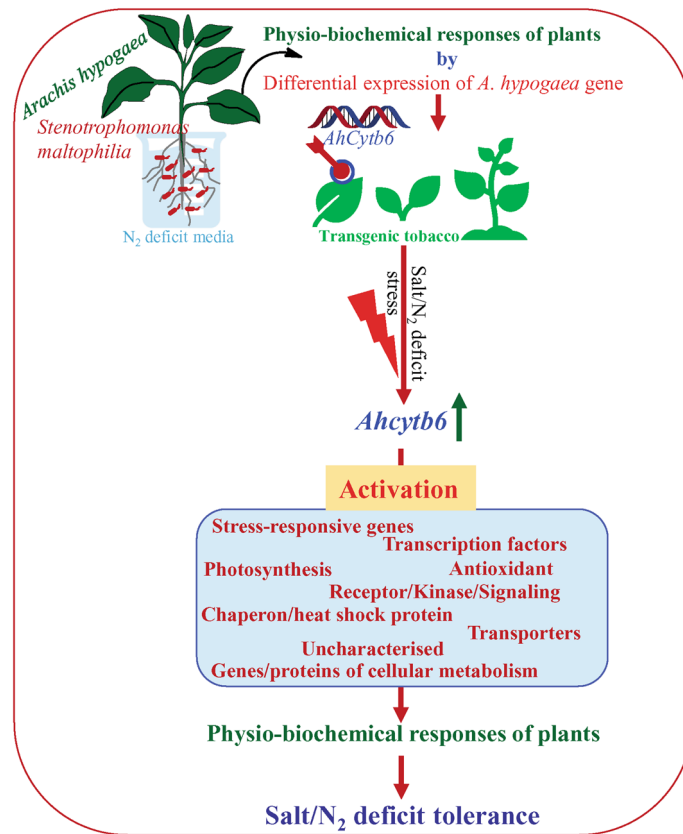 Physio-biochemical responses of plants
by
Differential expression of A. hypogaea gene
Arachis hypogaea
Stenotrophomonas
maltophilia
N₂ deficit media
AhCytb6
Transgenic tobacco
Salt/N₂ deficit
stress
Ahcytb6
Activation
Stress-responsive genes
Transcription factors
Photosynthesis
Antioxidant
Receptor/Kinase/Signaling
Chaperon/heat shock protein
Transporters
Uncharacterised
Genes/proteins of cellular metabolism
Physio-biochemical responses of plants
Salt/N₂ deficit tolerance